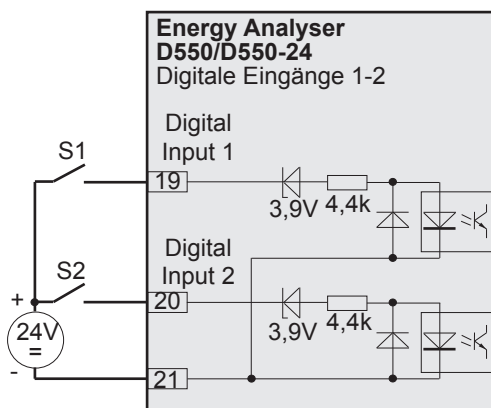 Energy Analyser
D550/D550-24
Digitale Eingänge 1-2
Digital
Input 1
S1
19
3,9V
4,4k
Digital
Input 2
S2
20
+
3,9V
4,4k
24V
=
-
21